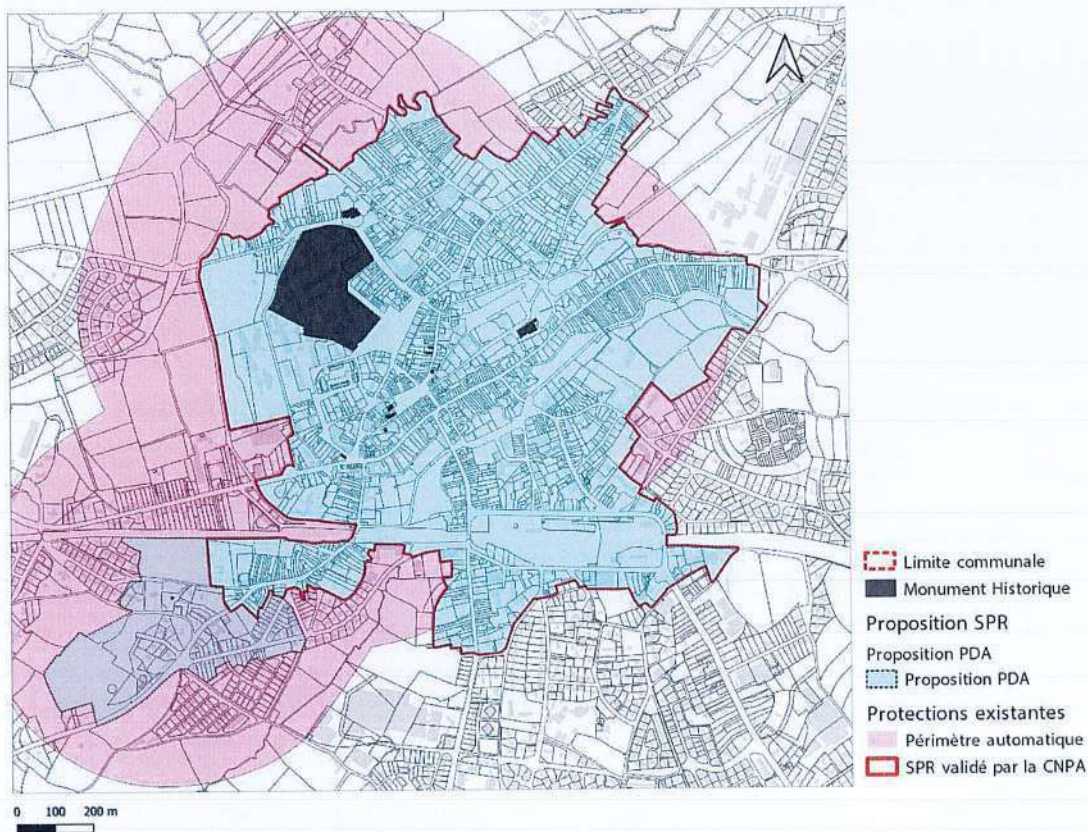 Limite communale
Monument Historique
Proposition SPR
Proposition PDA
Proposition PDA
Protections existantes
Périmètre automatique
SPR validé par la CNPA
0 100 200 m